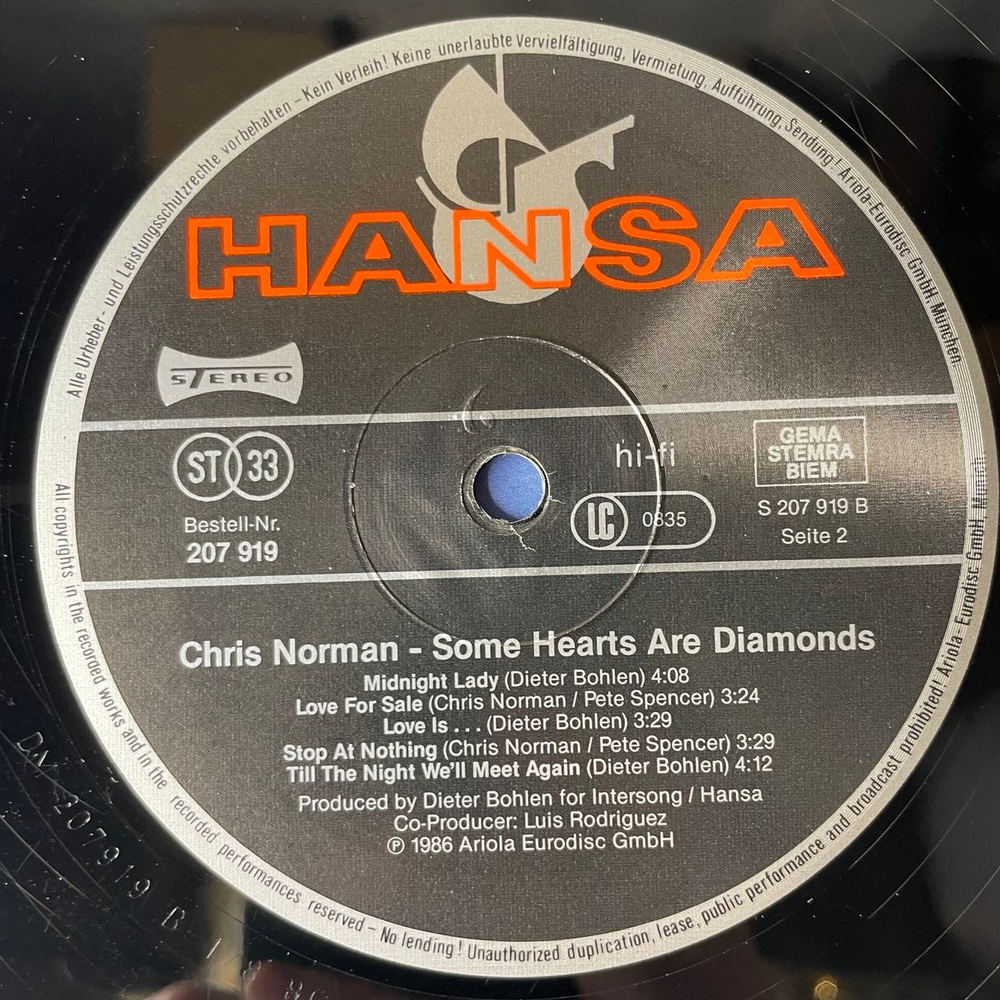 Alle Urheber- und Leistungsschutzrechte vorbehalten – Kein Verleih! Keine unerlaubte Vervielfältigung, Vermietung, Aufführung, Sendung! Ariola-Eurodisc GmbH, München.
HANSA
STEREO
ST 33
hi-fi
GEMA
STEMRA
BIEM
Bestell-Nr.
207 919
LC 0835
S 207 919 B
Seite 2
Chris Norman - Some Hearts Are Diamonds
Midnight Lady (Dieter Bohlen) 4:08
Love For Sale (Chris Norman / Pete Spencer) 3:24
Love Is... (Dieter Bohlen) 3:29
Stop At Nothing (Chris Norman / Pete Spencer) 3:29
Till The Night We'll Meet Again (Dieter Bohlen) 4:12
Produced by Dieter Bohlen for Intersong / Hansa
Co-Producer: Luis Rodriguez
℗ 1986 Ariola Eurodisc GmbH
All copyrights in the recorded works and in the recorded performances reserved – No lending! Unauthorized duplication, lease, public performance and broadcast prohibited! Ariola-Eurodisc GmbH Munich
207919 B